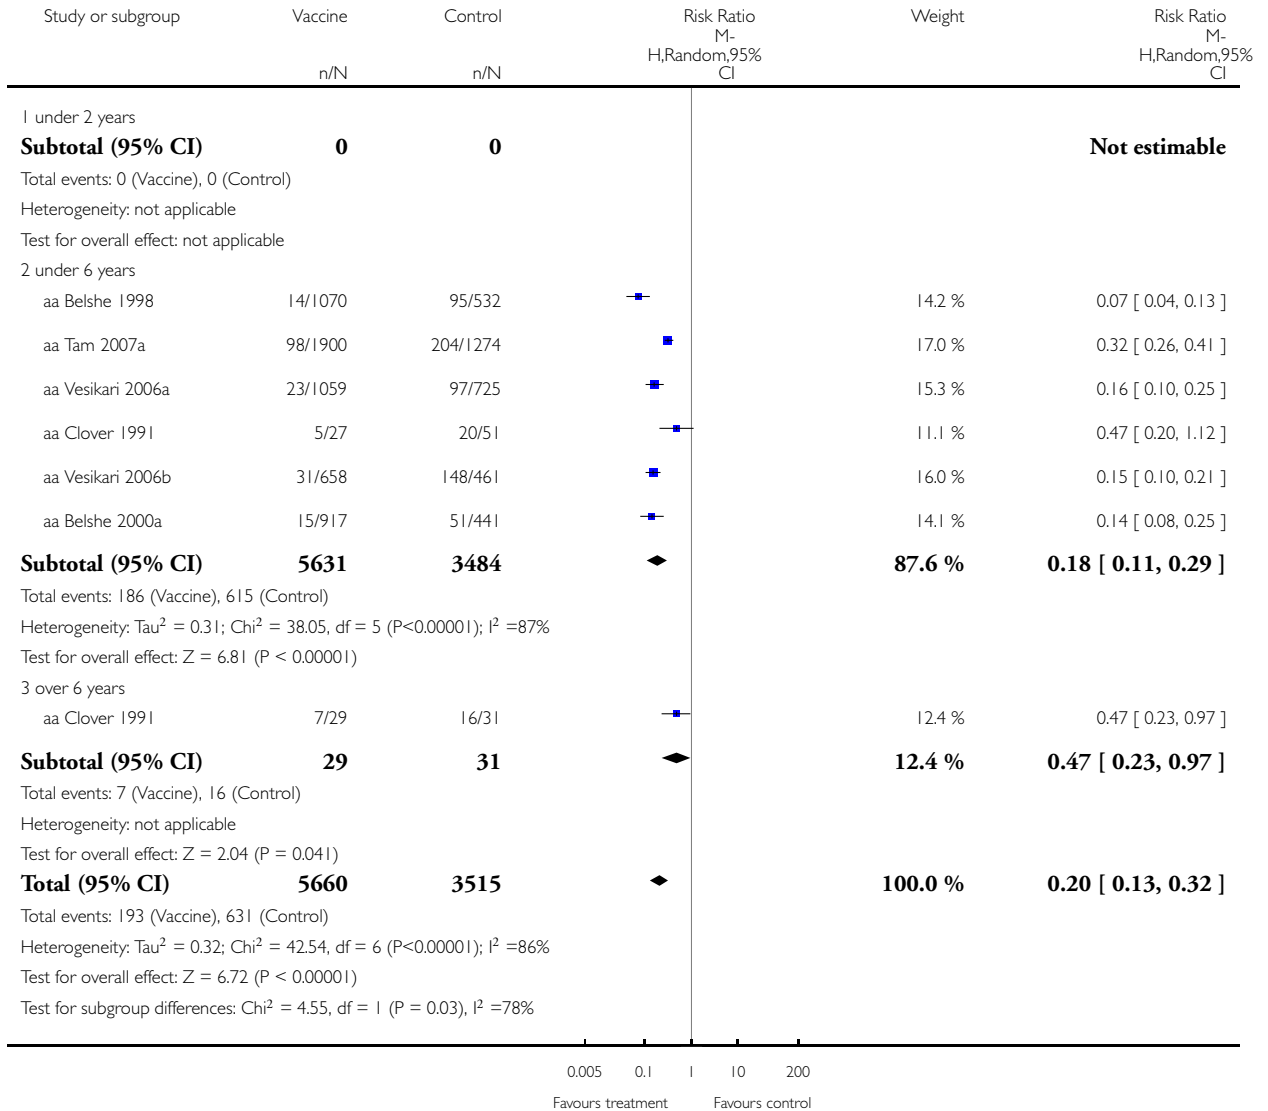 Study or subgroup Vaccine Control Risk Ratio Weight Risk Ratio
M- M-
H,Random,95% H,Random,95%
n/N n/N CI CI
1 under 2 years
Subtotal (95% CI) 0 0 Not estimable
Total events: 0 (Vaccine), 0 (Control)
Heterogeneity: not applicable
Test for overall effect: not applicable
2 under 6 years
aa Belshe 1998 14/1070 95/532 14.2 % 0.07 [ 0.04, 0.13 ]
aa Tam 2007a 98/1900 204/1274 17.0 % 0.32 [ 0.26, 0.41 ]
aa Vesikari 2006a 23/1059 97/725 15.3 % 0.16 [ 0.10, 0.25 ]
aa Clover 1991 5/27 20/51 11.1 % 0.47 [ 0.20, 1.12 ]
aa Vesikari 2006b 31/658 148/461 16.0 % 0.15 [ 0.10, 0.21 ]
aa Belshe 2000a 15/917 51/441 14.1 % 0.14 [ 0.08, 0.25 ]
Subtotal (95% CI) 5631 3484 87.6 % 0.18 [ 0.11, 0.29 ]
Total events: 186 (Vaccine), 615 (Control)
Heterogeneity: Tau² = 0.31; Chi² = 38.05, df = 5 (P<0.00001); I² =87%
Test for overall effect: Z = 6.81 (P < 0.00001)
3 over 6 years
aa Clover 1991 7/29 16/31 12.4 % 0.47 [ 0.23, 0.97 ]
Subtotal (95% CI) 29 31 12.4 % 0.47 [ 0.23, 0.97 ]
Total events: 7 (Vaccine), 16 (Control)
Heterogeneity: not applicable
Test for overall effect: Z = 2.04 (P = 0.041)
Total (95% CI) 5660 3515 100.0 % 0.20 [ 0.13, 0.32 ]
Total events: 193 (Vaccine), 631 (Control)
Heterogeneity: Tau² = 0.32; Chi² = 42.54, df = 6 (P<0.00001); I² =86%
Test for overall effect: Z = 6.72 (P < 0.00001)
Test for subgroup differences: Chi² = 4.55, df = 1 (P = 0.03), I² =78%
0.005 0.1 1 10 200
Favours treatment Favours control